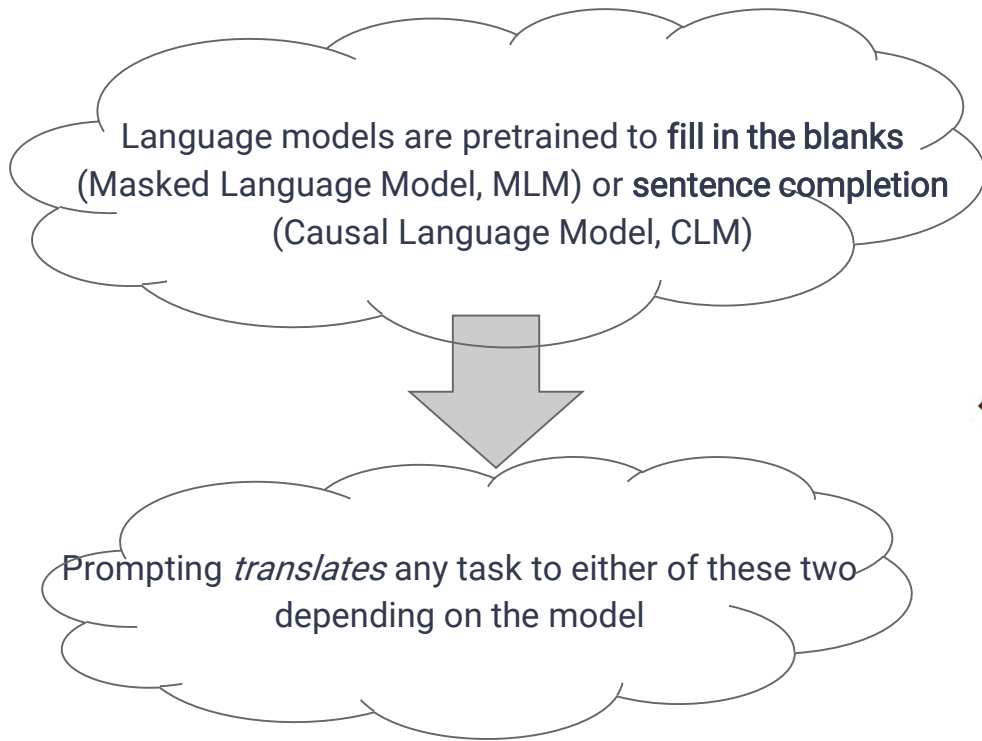 Language models are pretrained to fill in the blanks
(Masked Language Model, MLM) or sentence completion
(Causal Language Model, CLM)
Prompting translates any task to either of these two
depending on the model